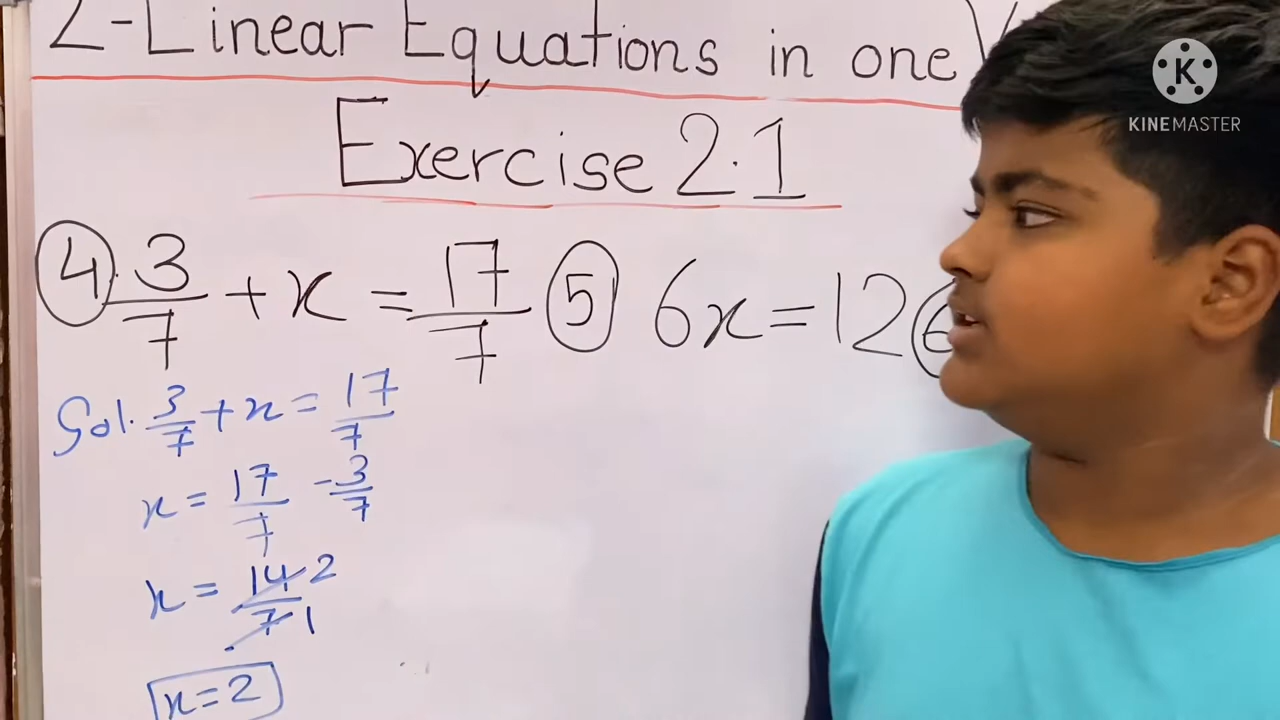 2-Linear Equations in one
Exercise 2.1
④ 3/7 + x = 17/7 ⑤ 6x = 12
Sol. 3/7 + x = 17/7
x = 17/7 - 3/7
x = 14/7 2 1
x = 2
KINEMASTER